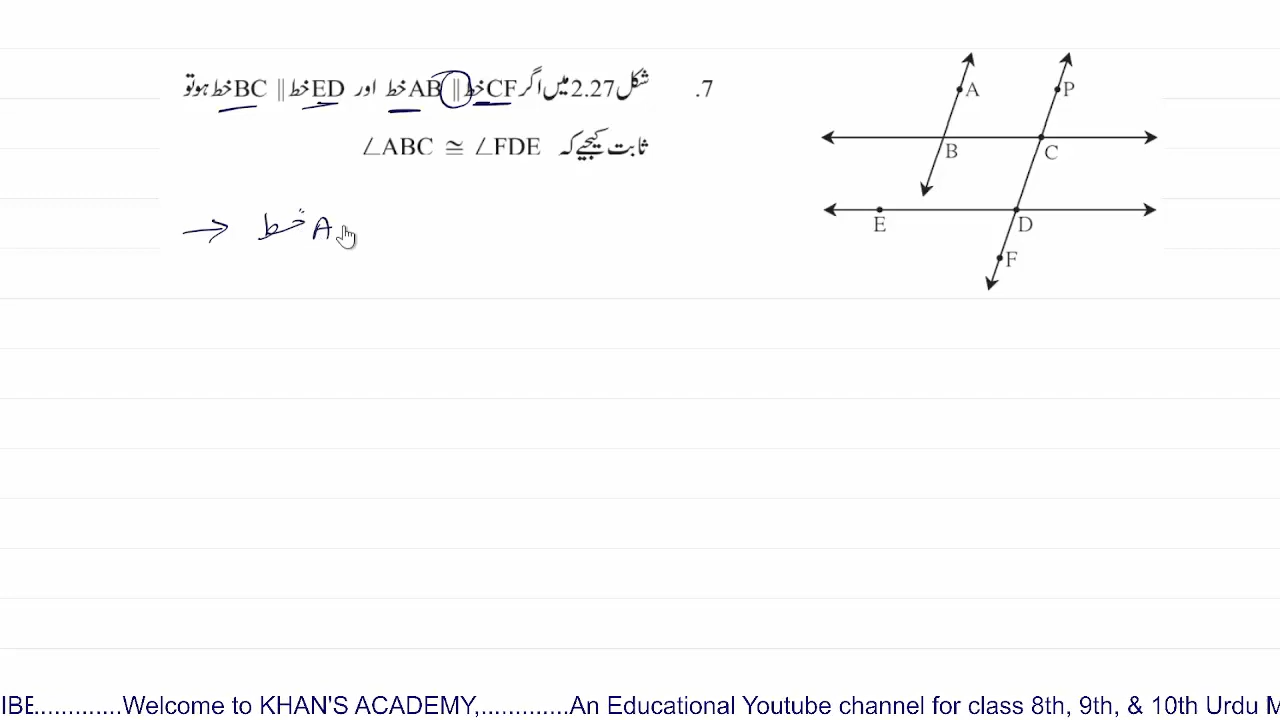 7. شکل 2.27 میں اگر خط AB || خط CF اور خط BC || خط ED ہو تو
ثابت کیجیے کہ ∠ABC ≅ ∠FDE
→ خط A
A
P
B
C
E
D
F
IBE.............Welcome to KHAN'S ACADEMY,.............An Educational Youtube channel for class 8th, 9th, & 10th Urdu M